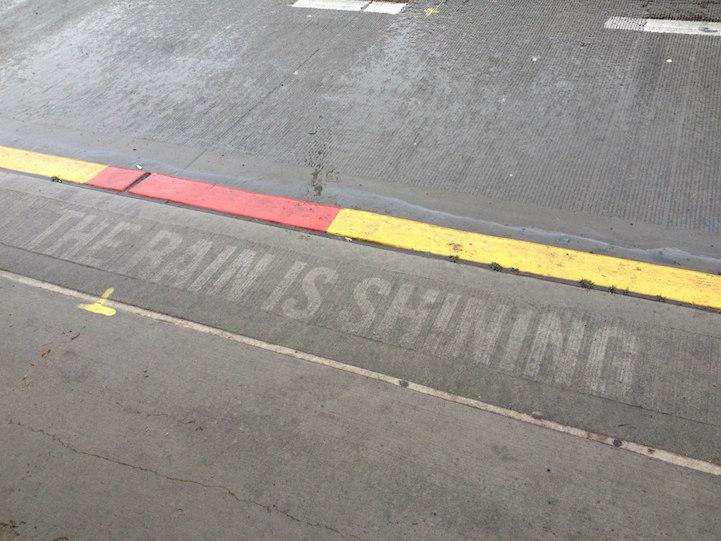 THE RAIN IS SHINING